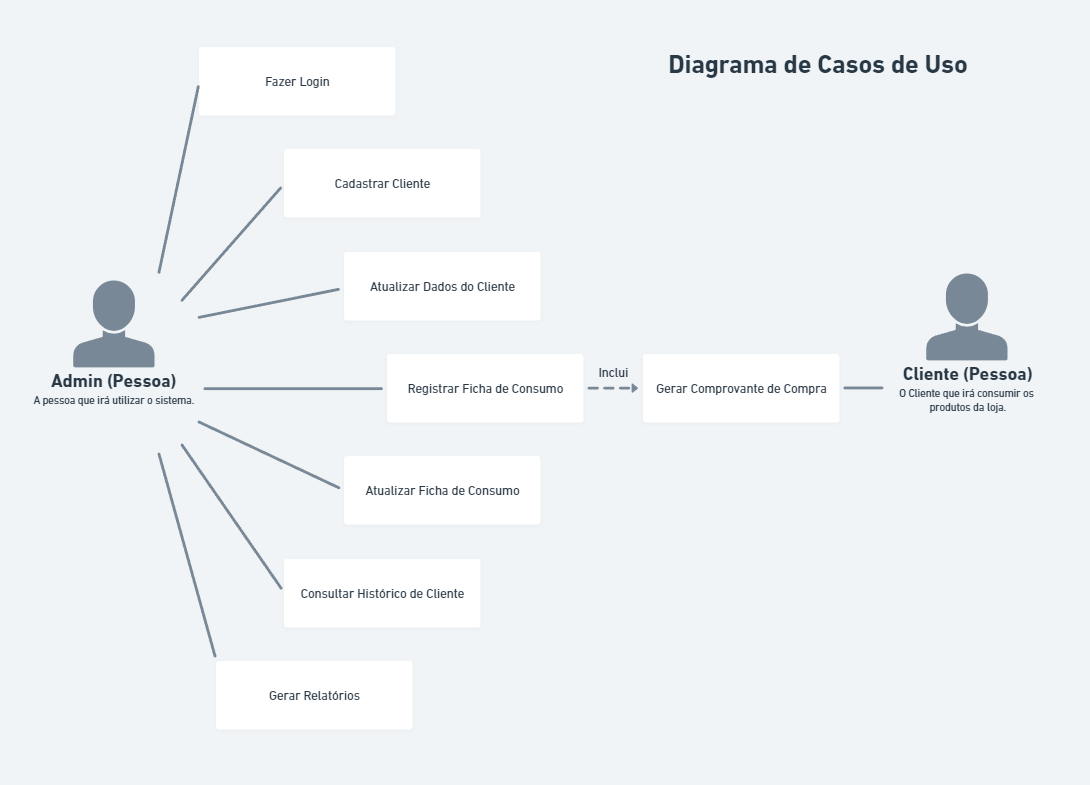 Diagrama de Casos de Uso
Fazer Login
Cadastrar Cliente
Atualizar Dados do Cliente
Admin (Pessoa)
A pessoa que irá utilizar o sistema.
Registrar Ficha de Consumo
Inclui
Gerar Comprovante de Compra
Cliente (Pessoa)
O Cliente que irá consumir os
produtos da loja.
Atualizar Ficha de Consumo
Consultar Histórico de Cliente
Gerar Relatórios